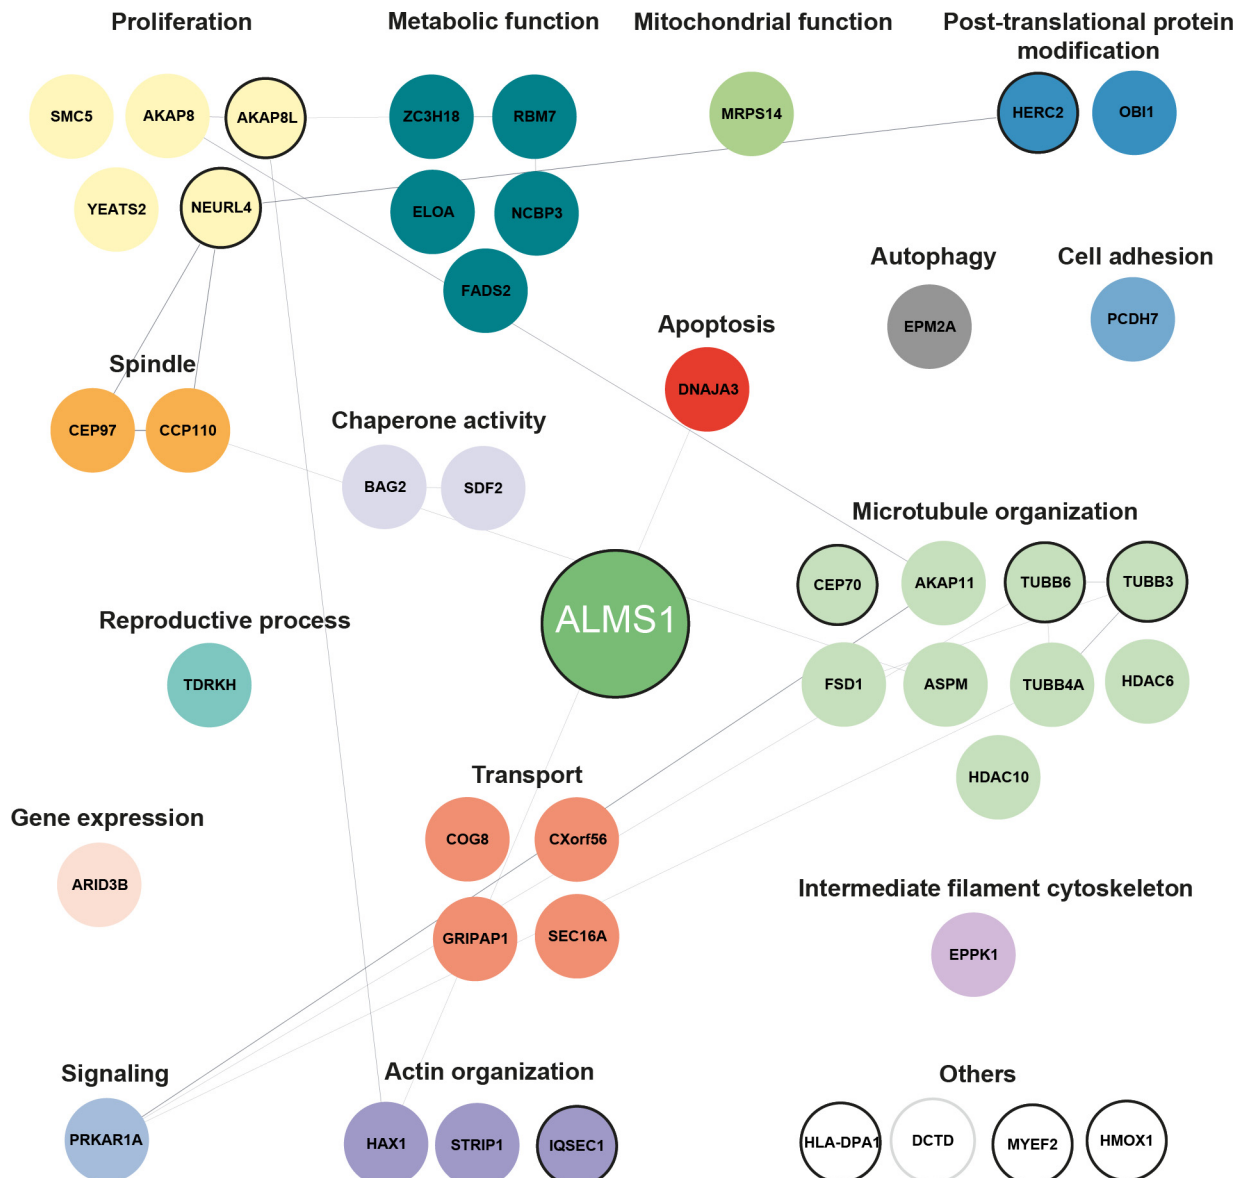 Proliferation
Metabolic function
Mitochondrial function
Post-translational protein
modification
SMC5
AKAP8
AKAP8L
ZC3H18
RBM7
MRPS14
HERC2
OBI1
YEATS2
NEURL4
ELOA
NCBP3
FADS2
Autophagy
Cell adhesion
EPM2A
PCDH7
Apoptosis
DNAJA3
Spindle
CEP97
CCP110
Chaperone activity
BAG2
SDF2
Microtubule organization
CEP70
AKAP11
TUBB6
TUBB3
ALMS1
FSD1
ASPM
TUBB4A
HDAC6
HDAC10
Reproductive process
TDRKH
Transport
COG8
CXorf56
GRIPAP1
SEC16A
Gene expression
ARID3B
Intermediate filament cytoskeleton
EPPK1
Signaling
PRKAR1A
Actin organization
HAX1
STRIP1
IQSEC1
Others
HLA-DPA1
DCTD
MYEF2
HMOX1